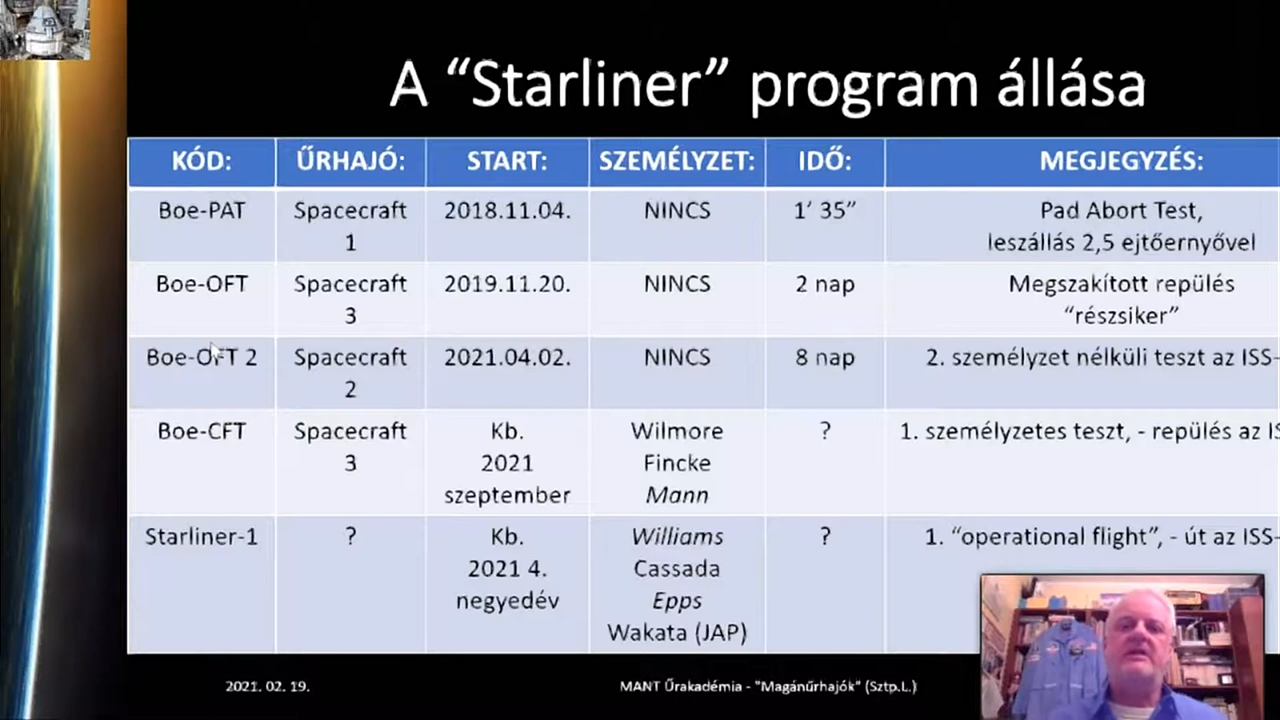 A “Starliner” program állása
KÓD: ŰRHAJÓ: START: SZEMÉLYZET: IDŐ: MEGJEGYZÉS:
Boe-PAT Spacecraft 2018.11.04. NINCS 1’ 35” Pad Abort Test,
1 leszállás 2,5 ejtőernyővel
Boe-OFT Spacecraft 2019.11.20. NINCS 2 nap Megszakított repülés
3 “részsiker”
Boe-OFT 2 Spacecraft 2021.04.02. NINCS 8 nap 2. személyzet nélküli teszt az ISS-
2
Boe-CFT Spacecraft Kb. Wilmore ? 1. személyzetes teszt, - repülés az
3 2021 Fincke
szeptember Mann
Starliner-1 ? Kb. Williams ? 1. “operational flight”, - út az ISS-
2021 4. Cassada
negyedév Epps
Wakata (JAP)
2021. 02. 19. MANT Űrakadémia - "Magánűrhajók" (Sztp.L.)